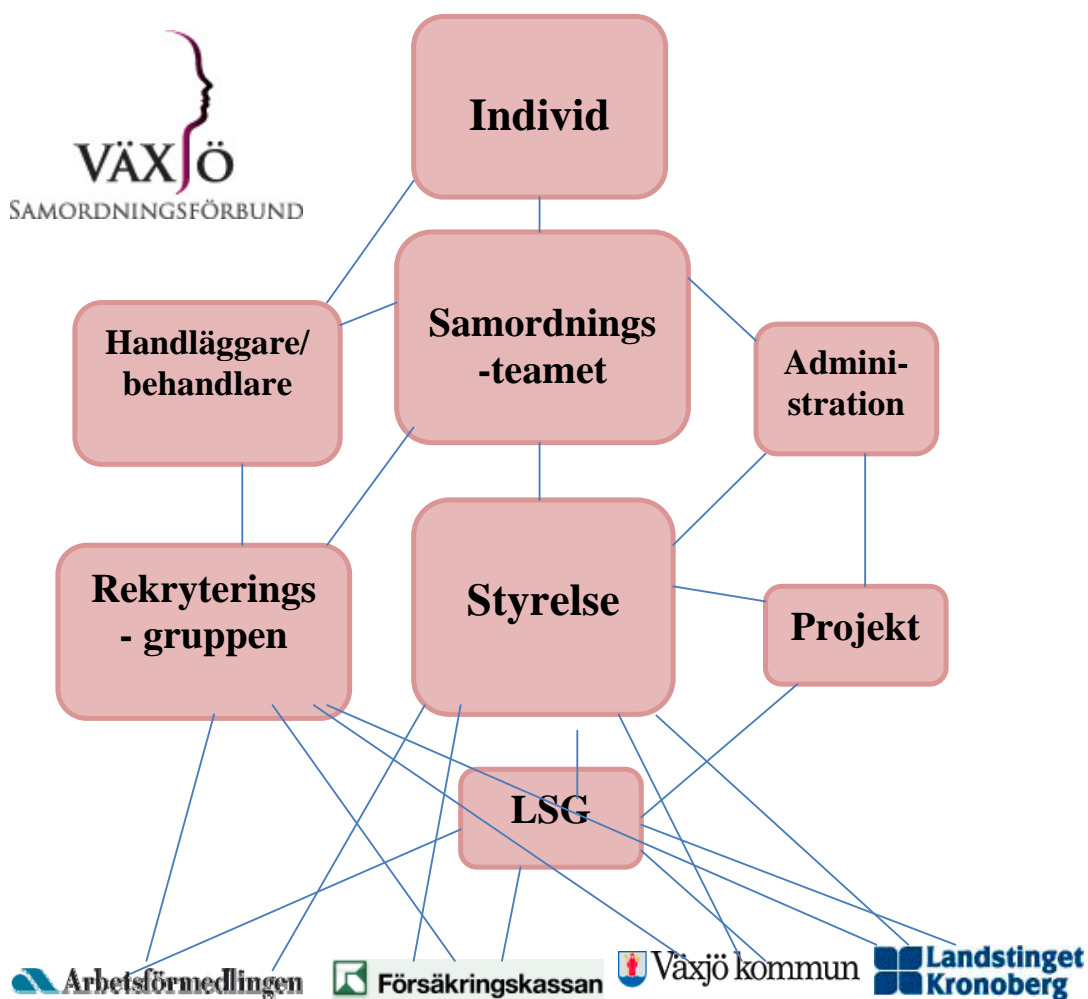 VÄXJÖ
SAMORDNINGSFÖRBUND
Individ
Handläggare/
behandlare
Samordnings
-teamet
Admini-
stration
Rekryterings
- gruppen
Styrelse
Projekt
LSG
Arbetsförmedlingen
Försäkringskassan
Växjö kommun
Landstinget
Kronoberg